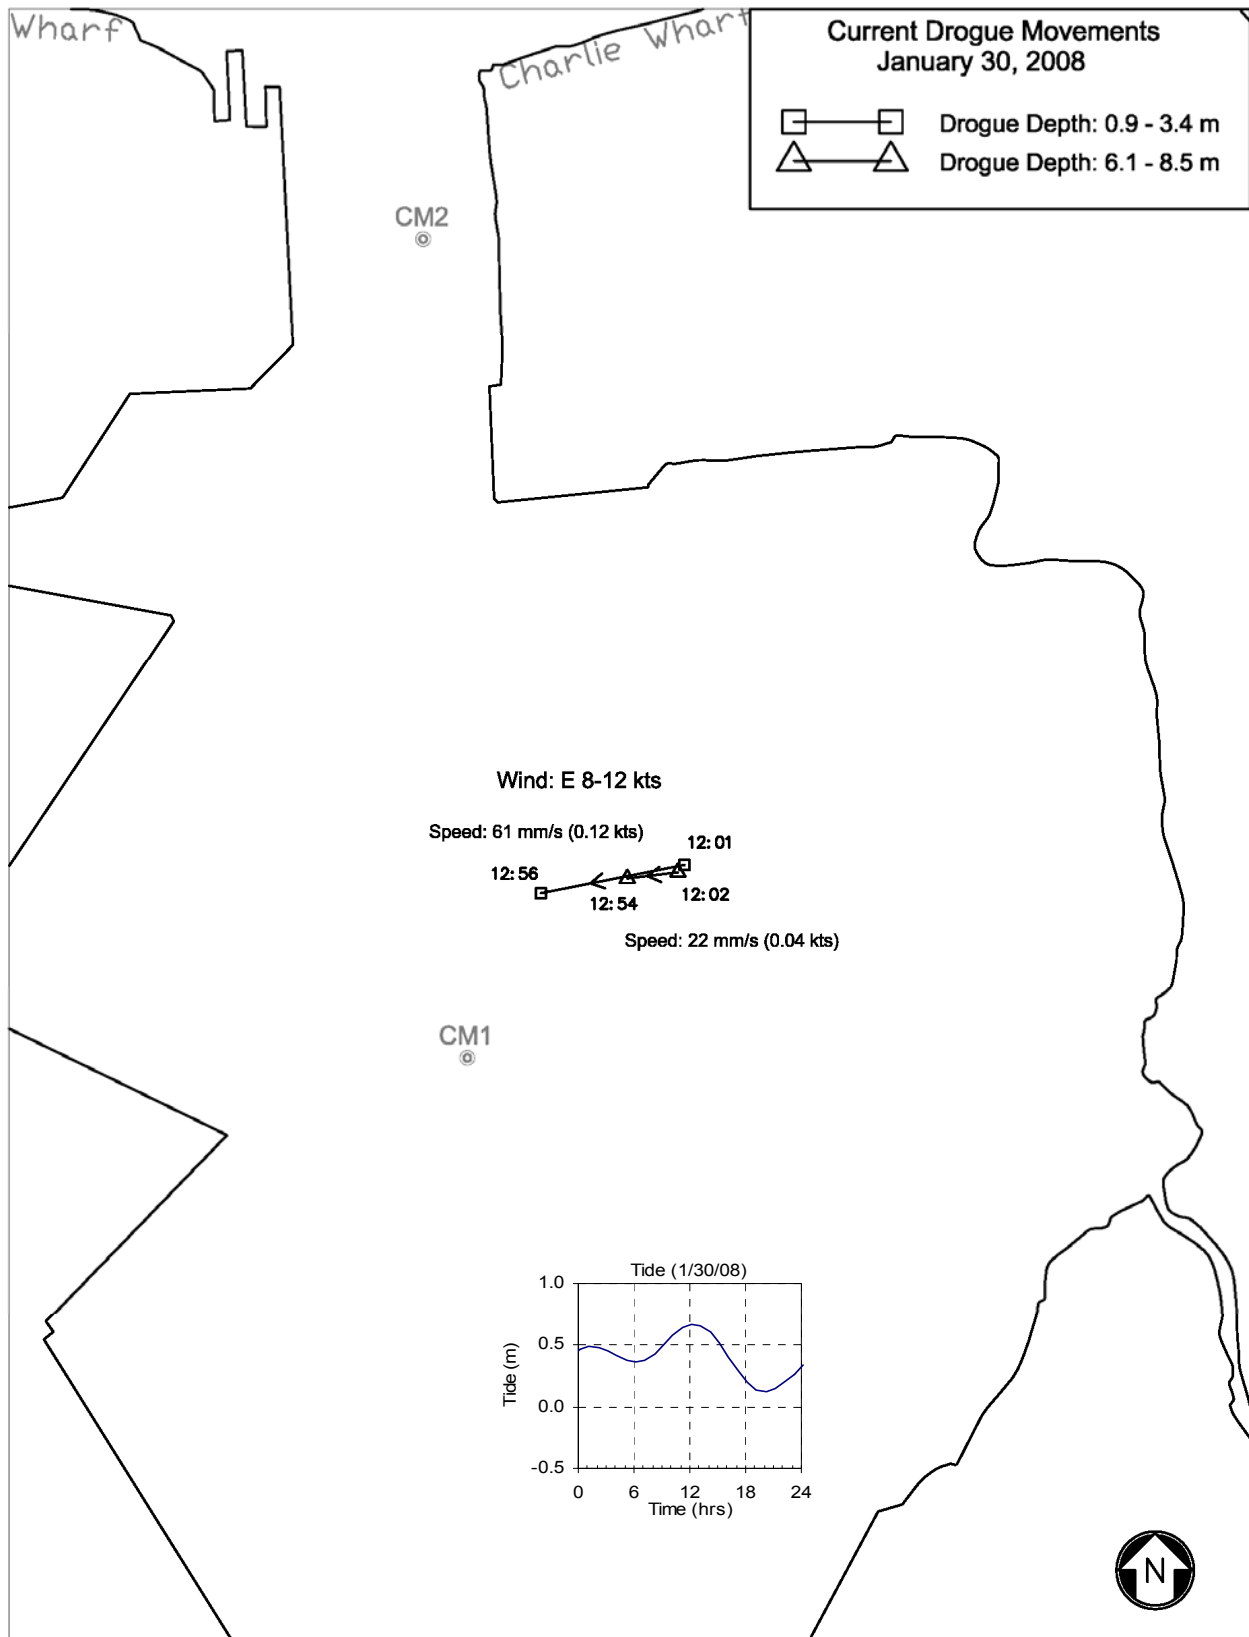 Wharf
Charlie Wharf
Current Drogue Movements
January 30, 2008
Drogue Depth: 0.9 - 3.4 m
Drogue Depth: 6.1 - 8.5 m
CM2
Wind: E 8-12 kts
Speed: 61 mm/s (0.12 kts)
12:01
12:56
12:54
12:02
Speed: 22 mm/s (0.04 kts)
CM1
Tide (1/30/08)
1.0
0.5
0.0
-0.5
Tide (m)
0 6 12 18 24
Time (hrs)
N